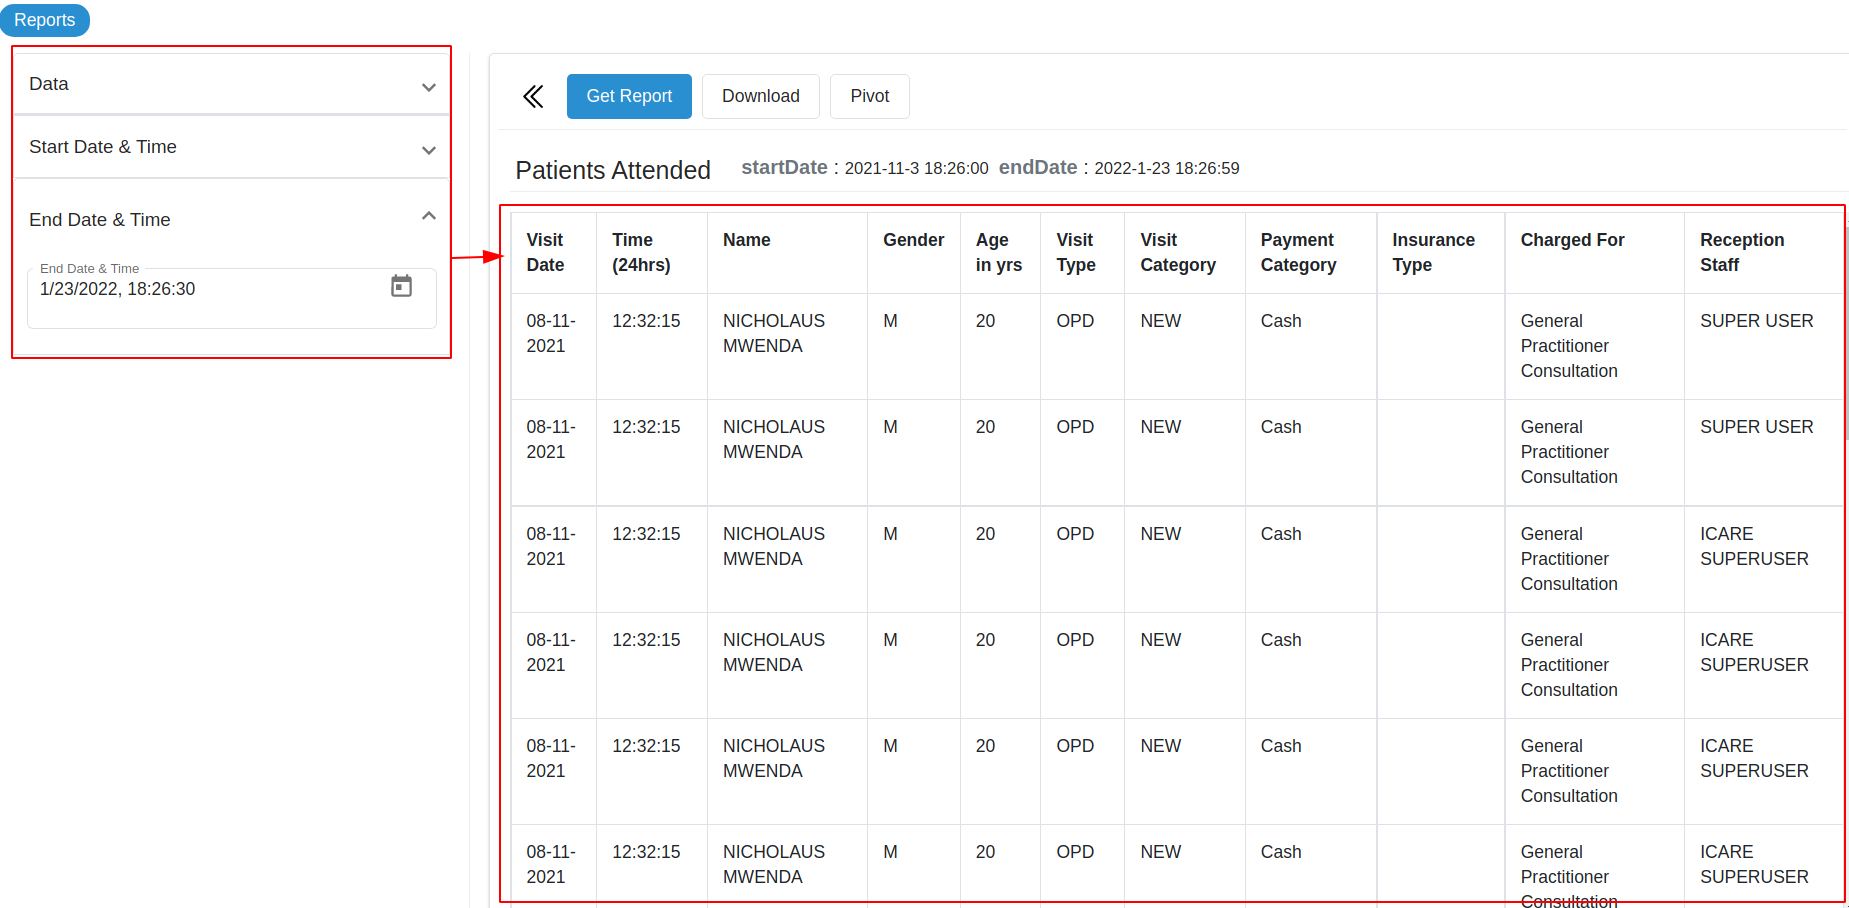 Reports
Data
Start Date & Time
End Date & Time
End Date & Time
1/23/2022, 18:26:30
Get Report Download Pivot
Patients Attended startDate : 2021-11-3 18:26:00 endDate : 2022-1-23 18:26:59
Visit Time Name Gender Age Visit Visit Payment Insurance Charged For Reception
Date (24hrs) in yrs Type Category Category Type Staff
08-11- 12:32:15 NICHOLAUS M 20 OPD NEW Cash General SUPER USER
2021 MWENDA Practitioner
Consultation
08-11- 12:32:15 NICHOLAUS M 20 OPD NEW Cash General SUPER USER
2021 MWENDA Practitioner
Consultation
08-11- 12:32:15 NICHOLAUS M 20 OPD NEW Cash General ICARE
2021 MWENDA Practitioner SUPERUSER
Consultation
08-11- 12:32:15 NICHOLAUS M 20 OPD NEW Cash General ICARE
2021 MWENDA Practitioner SUPERUSER
Consultation
08-11- 12:32:15 NICHOLAUS M 20 OPD NEW Cash General ICARE
2021 MWENDA Practitioner SUPERUSER
Consultation
08-11- 12:32:15 NICHOLAUS M 20 OPD NEW Cash General ICARE
2021 MWENDA Practitioner SUPERUSER
Consultation